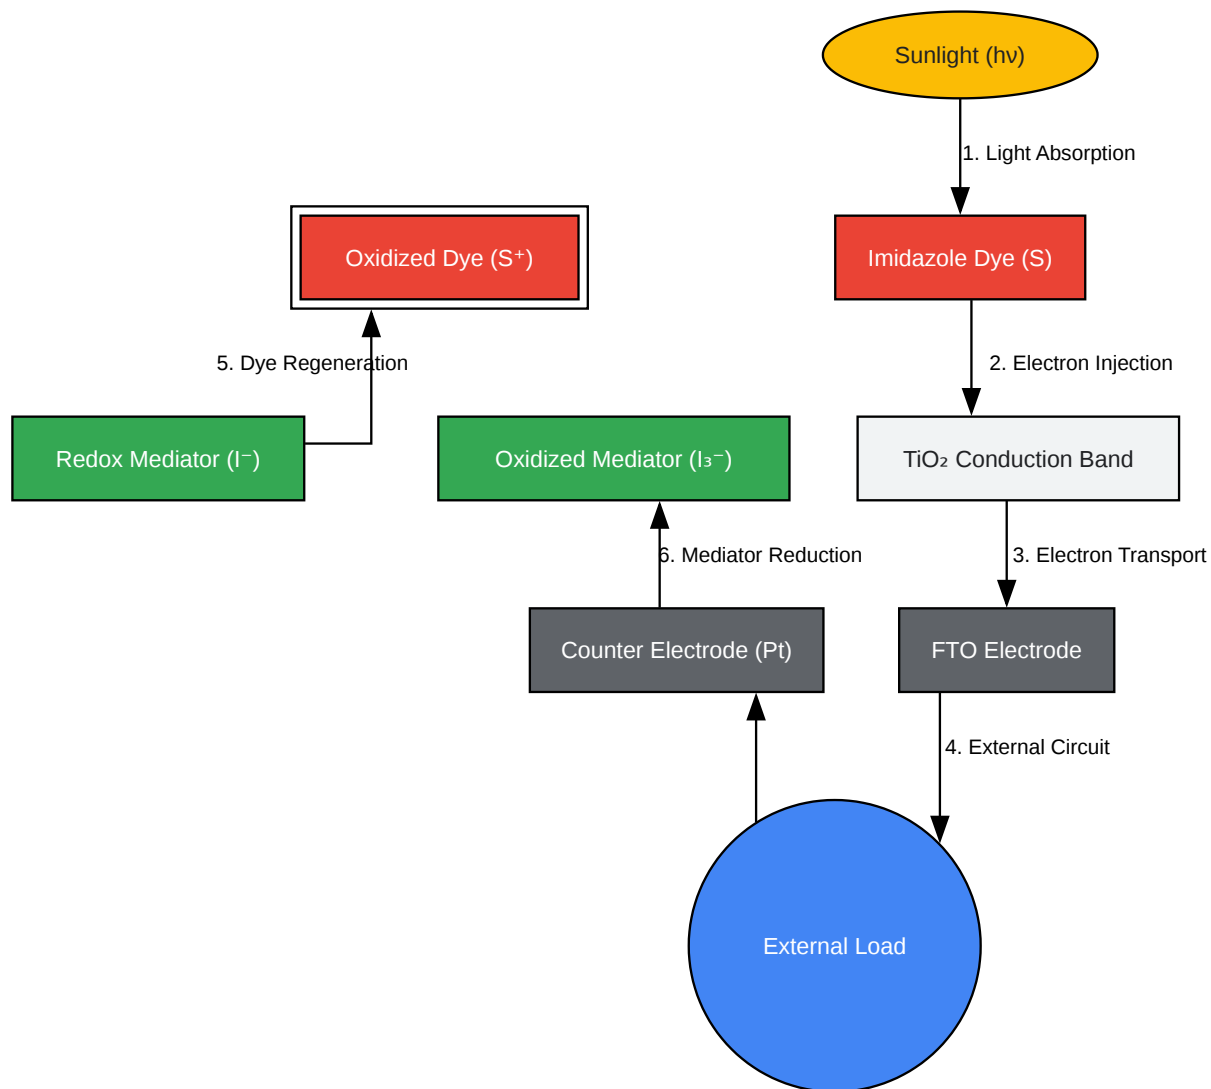 Sunlight (hν)
1. Light Absorption
Oxidized Dye (S⁺)
Imidazole Dye (S)
5. Dye Regeneration
2. Electron Injection
Redox Mediator (I⁻)
Oxidized Mediator (I₃⁻)
TiO₂ Conduction Band
6. Mediator Reduction
3. Electron Transport
Counter Electrode (Pt)
FTO Electrode
4. External Circuit
External Load